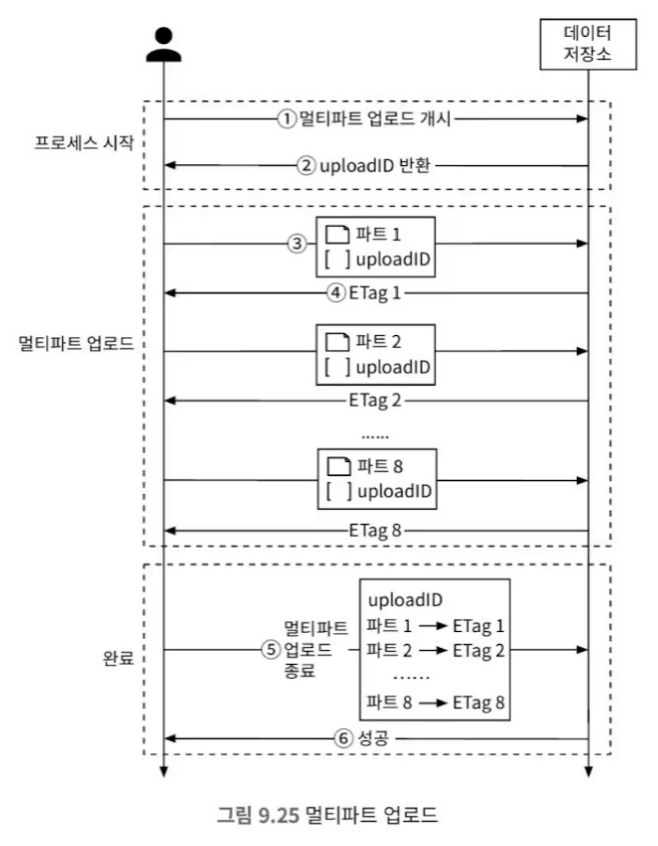 데이터
저장소
프로세스 시작
① 멀티파트 업로드 개시
② uploadID 반환
멀티파트 업로드
③
파트 1
[ ] uploadID
④ ETag 1
파트 2
[ ] uploadID
ETag 2
......
파트 8
[ ] uploadID
ETag 8
완료
⑤ 멀티파트
업로드
종료
uploadID
파트 1 → ETag 1
파트 2 → ETag 2
......
파트 8 → ETag 8
⑥ 성공
그림 9.25 멀티파트 업로드